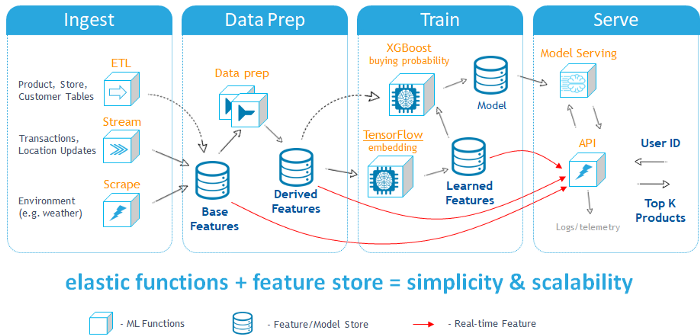 Ingest
Data Prep
Train
Serve
ETL
Product, Store,
Customer Tables
Stream
Transactions,
Location Updates
Scrape
Environment
(e.g. weather)
Base
Features
Data prep
Derived
Features
XGBoost
buying probability
Model
TensorFlow
embedding
Learned
Features
Model Serving
API
User ID
Top K
Products
Logs/telemetry
elastic functions + feature store = simplicity & scalability
- ML Functions
- Feature/Model Store
- Real-time Feature